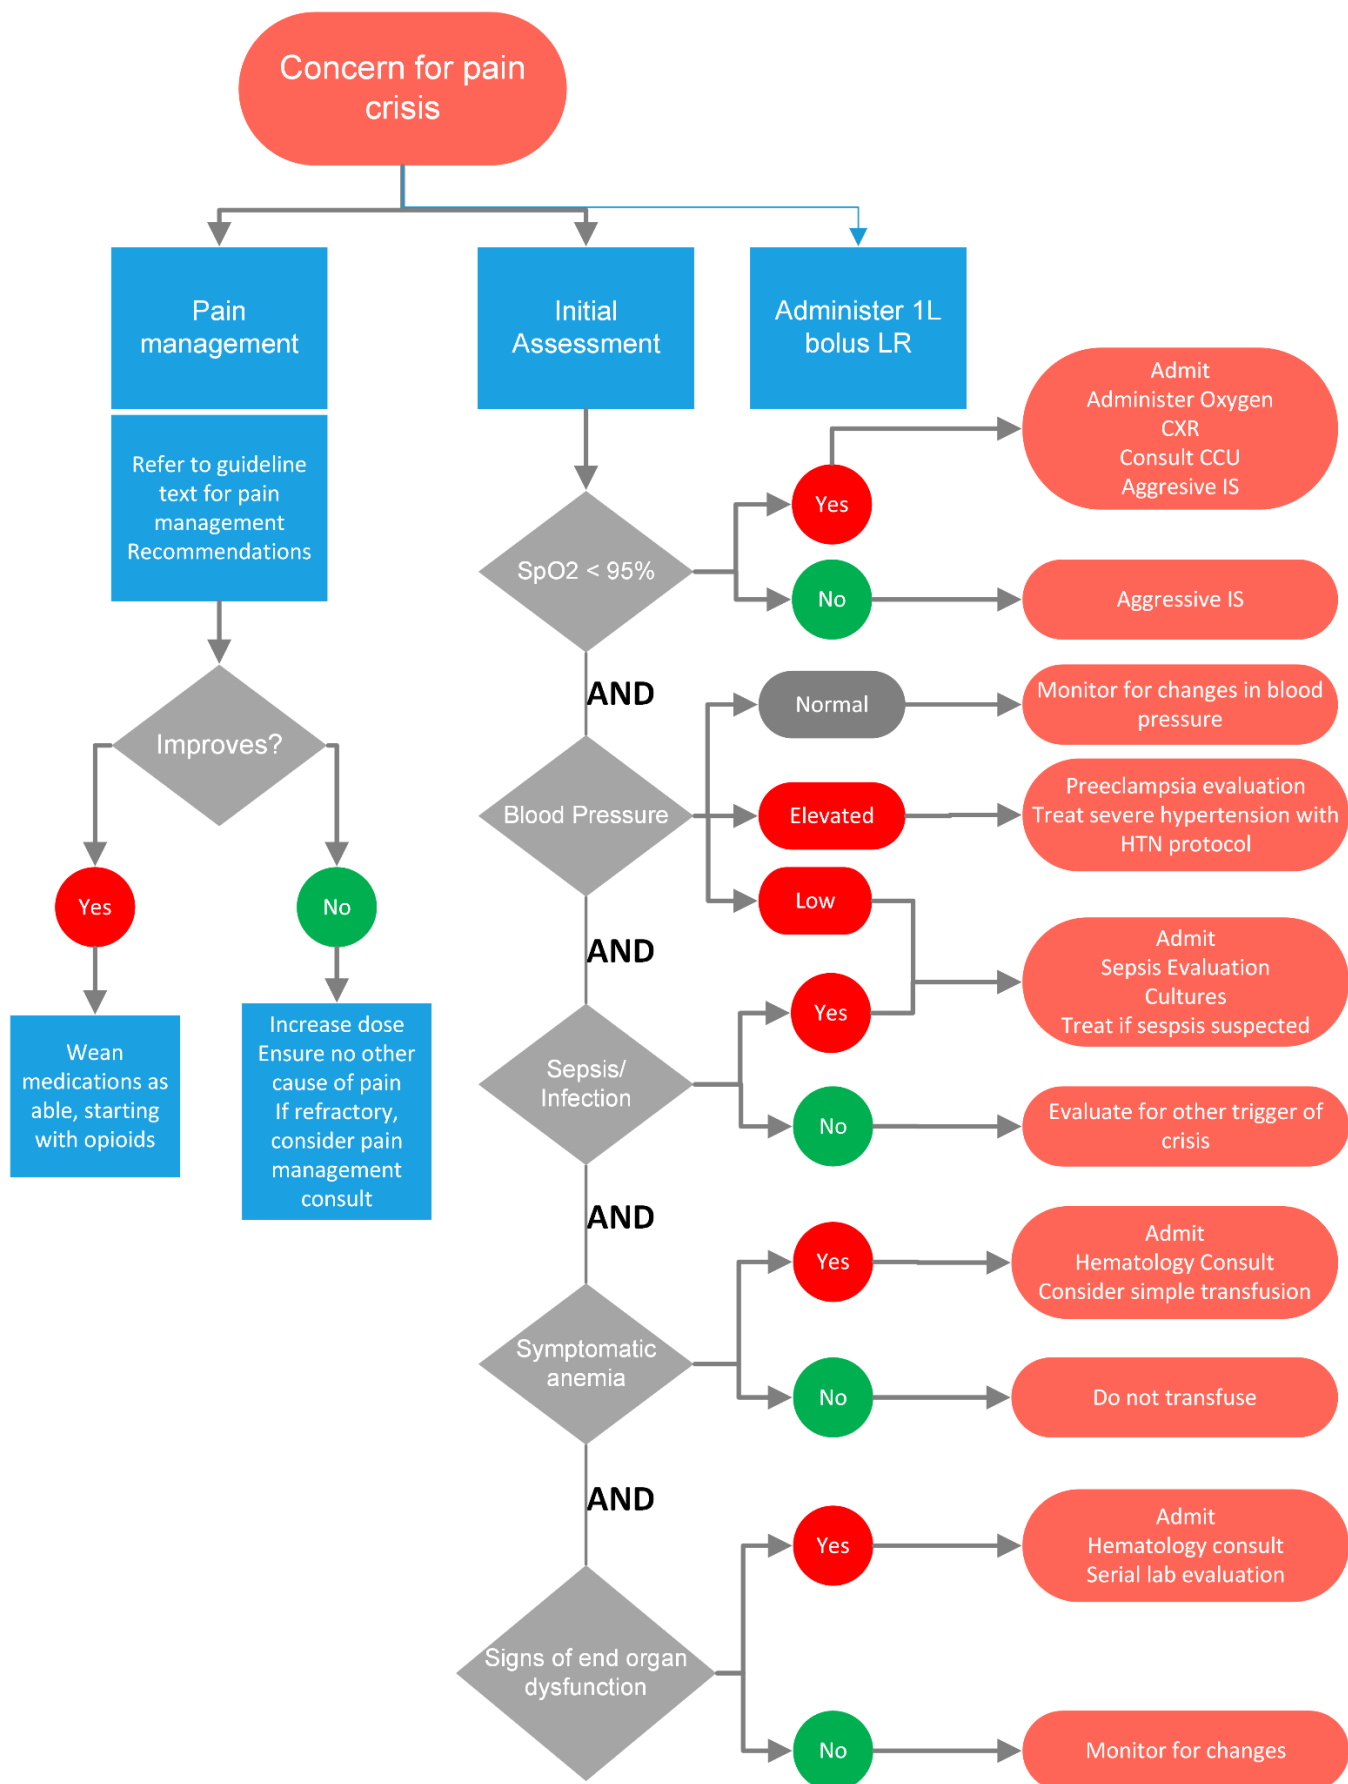 Concern for pain
crisis
Pain
management
Initial
Assessment
Administer 1L
bolus LR
Refer to guideline
text for pain
management
Recommendations
Improves?
Yes
No
Wean
medications as
able, starting
with opioids
Increase dose
Ensure no other
cause of pain
If refractory,
consider pain
management
consult
SpO2 < 95%
Yes
Admit
Administer Oxygen
CXR
Consult CCU
Aggresive IS
No
Aggressive IS
AND
Blood Pressure
Normal
Monitor for changes in blood
pressure
Elevated
Preeclampsia evaluation
Treat severe hypertension with
HTN protocol
Low
AND
Sepsis/
Infection
Yes
Admit
Sepsis Evaluation
Cultures
Treat if sespsis suspected
No
Evaluate for other trigger of
crisis
AND
Symptomatic
anemia
Yes
Admit
Hematology Consult
Consider simple transfusion
No
Do not transfuse
AND
Signs of end organ
dysfunction
Yes
Admit
Hematology consult
Serial lab evaluation
No
Monitor for changes